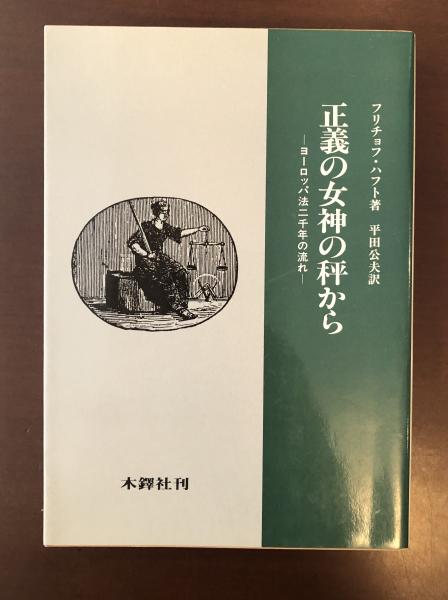 フリチョフ・ハフト著 平田公夫訳
正義の女神の秤から
―ヨーロッパ法二千年の流れ―
木鐸社刊